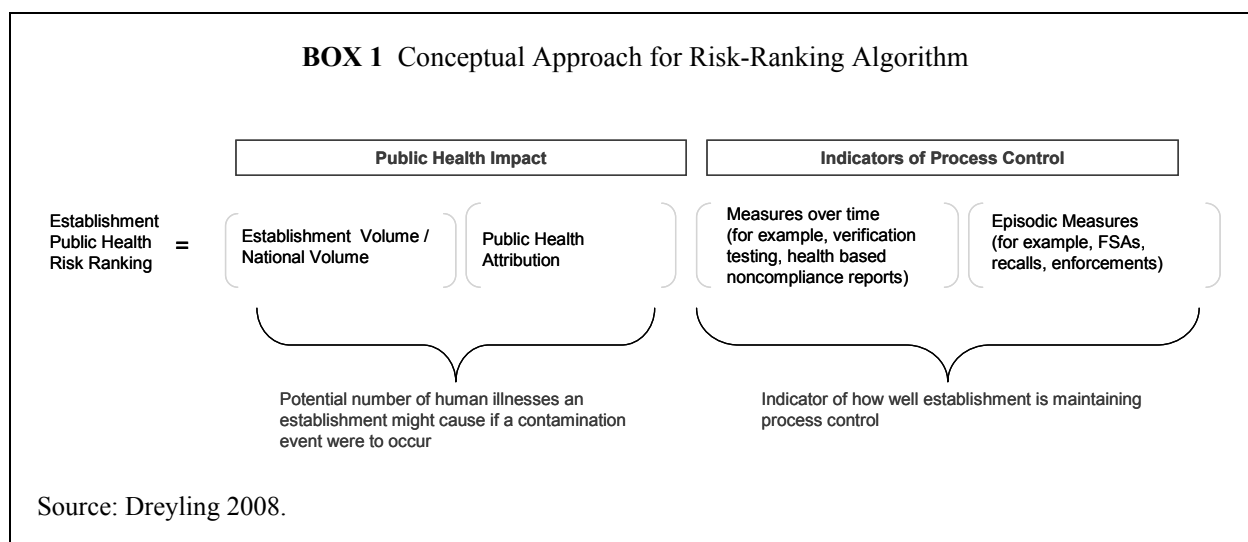 BOX 1 Conceptual Approach for Risk-Ranking Algorithm
Public Health Impact
Indicators of Process Control
Establishment
Public Health
Risk Ranking
=
Establishment Volume /
National Volume
Public Health
Attribution
Measures over time
(for example, verification
testing, health based
noncompliance reports)
Episodic Measures
(for example, FSAs,
recalls, enforcements)
Potential number of human illnesses an
establishment might cause if a contamination
event were to occur
Indicator of how well establishment is maintaining
process control
Source: Dreyling 2008.